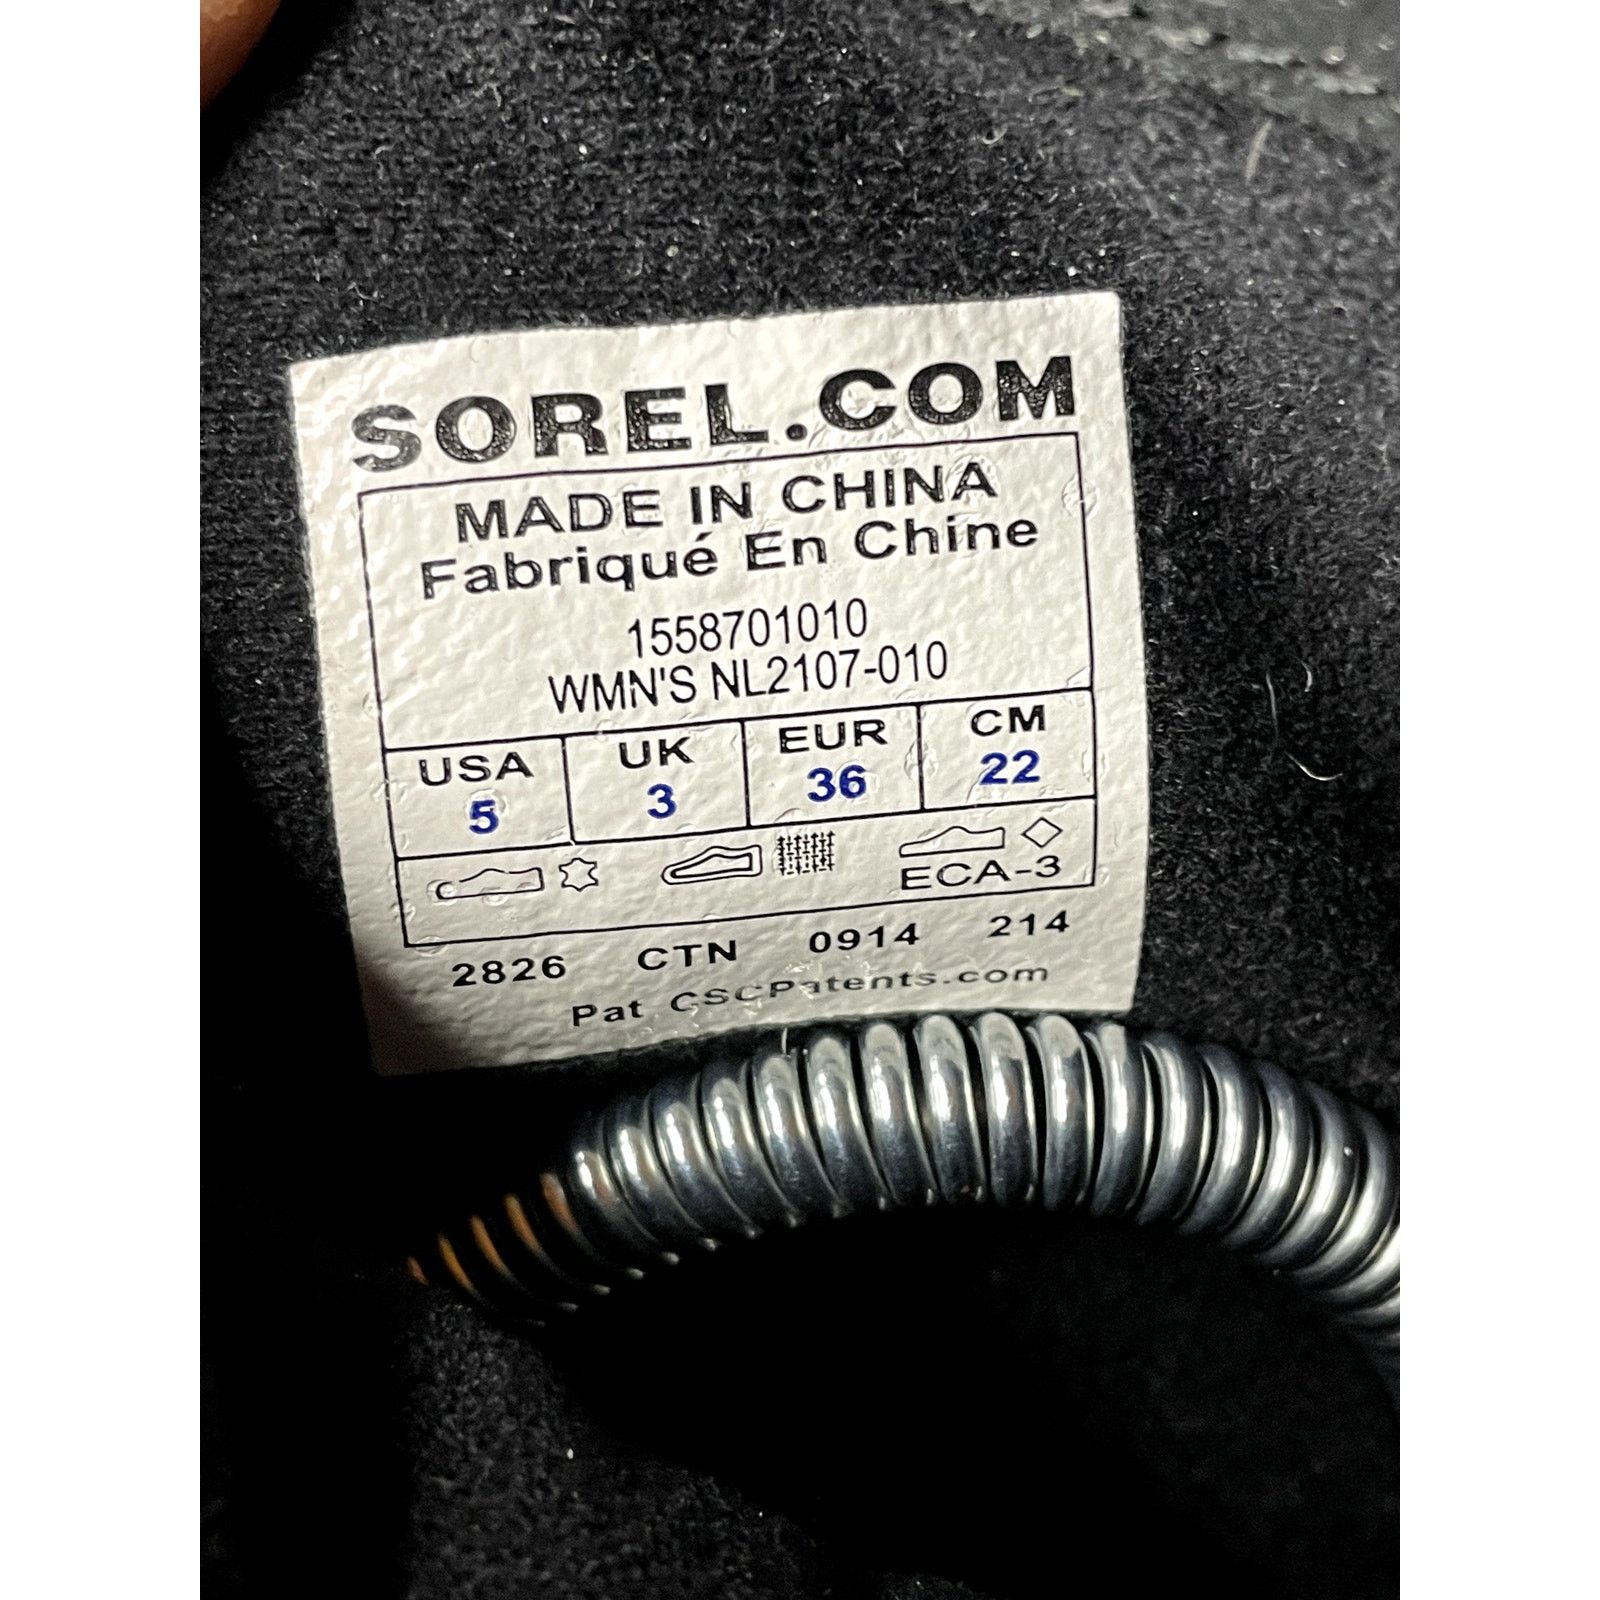 SOREL.COM
MADE IN CHINA
Fabriqué En Chine
1558701010
WMN'S NL2107-010
USA UK EUR CM
5 3 36 22
ECA-3
2826 CTN 0914 214
Pat CSCPatents.com